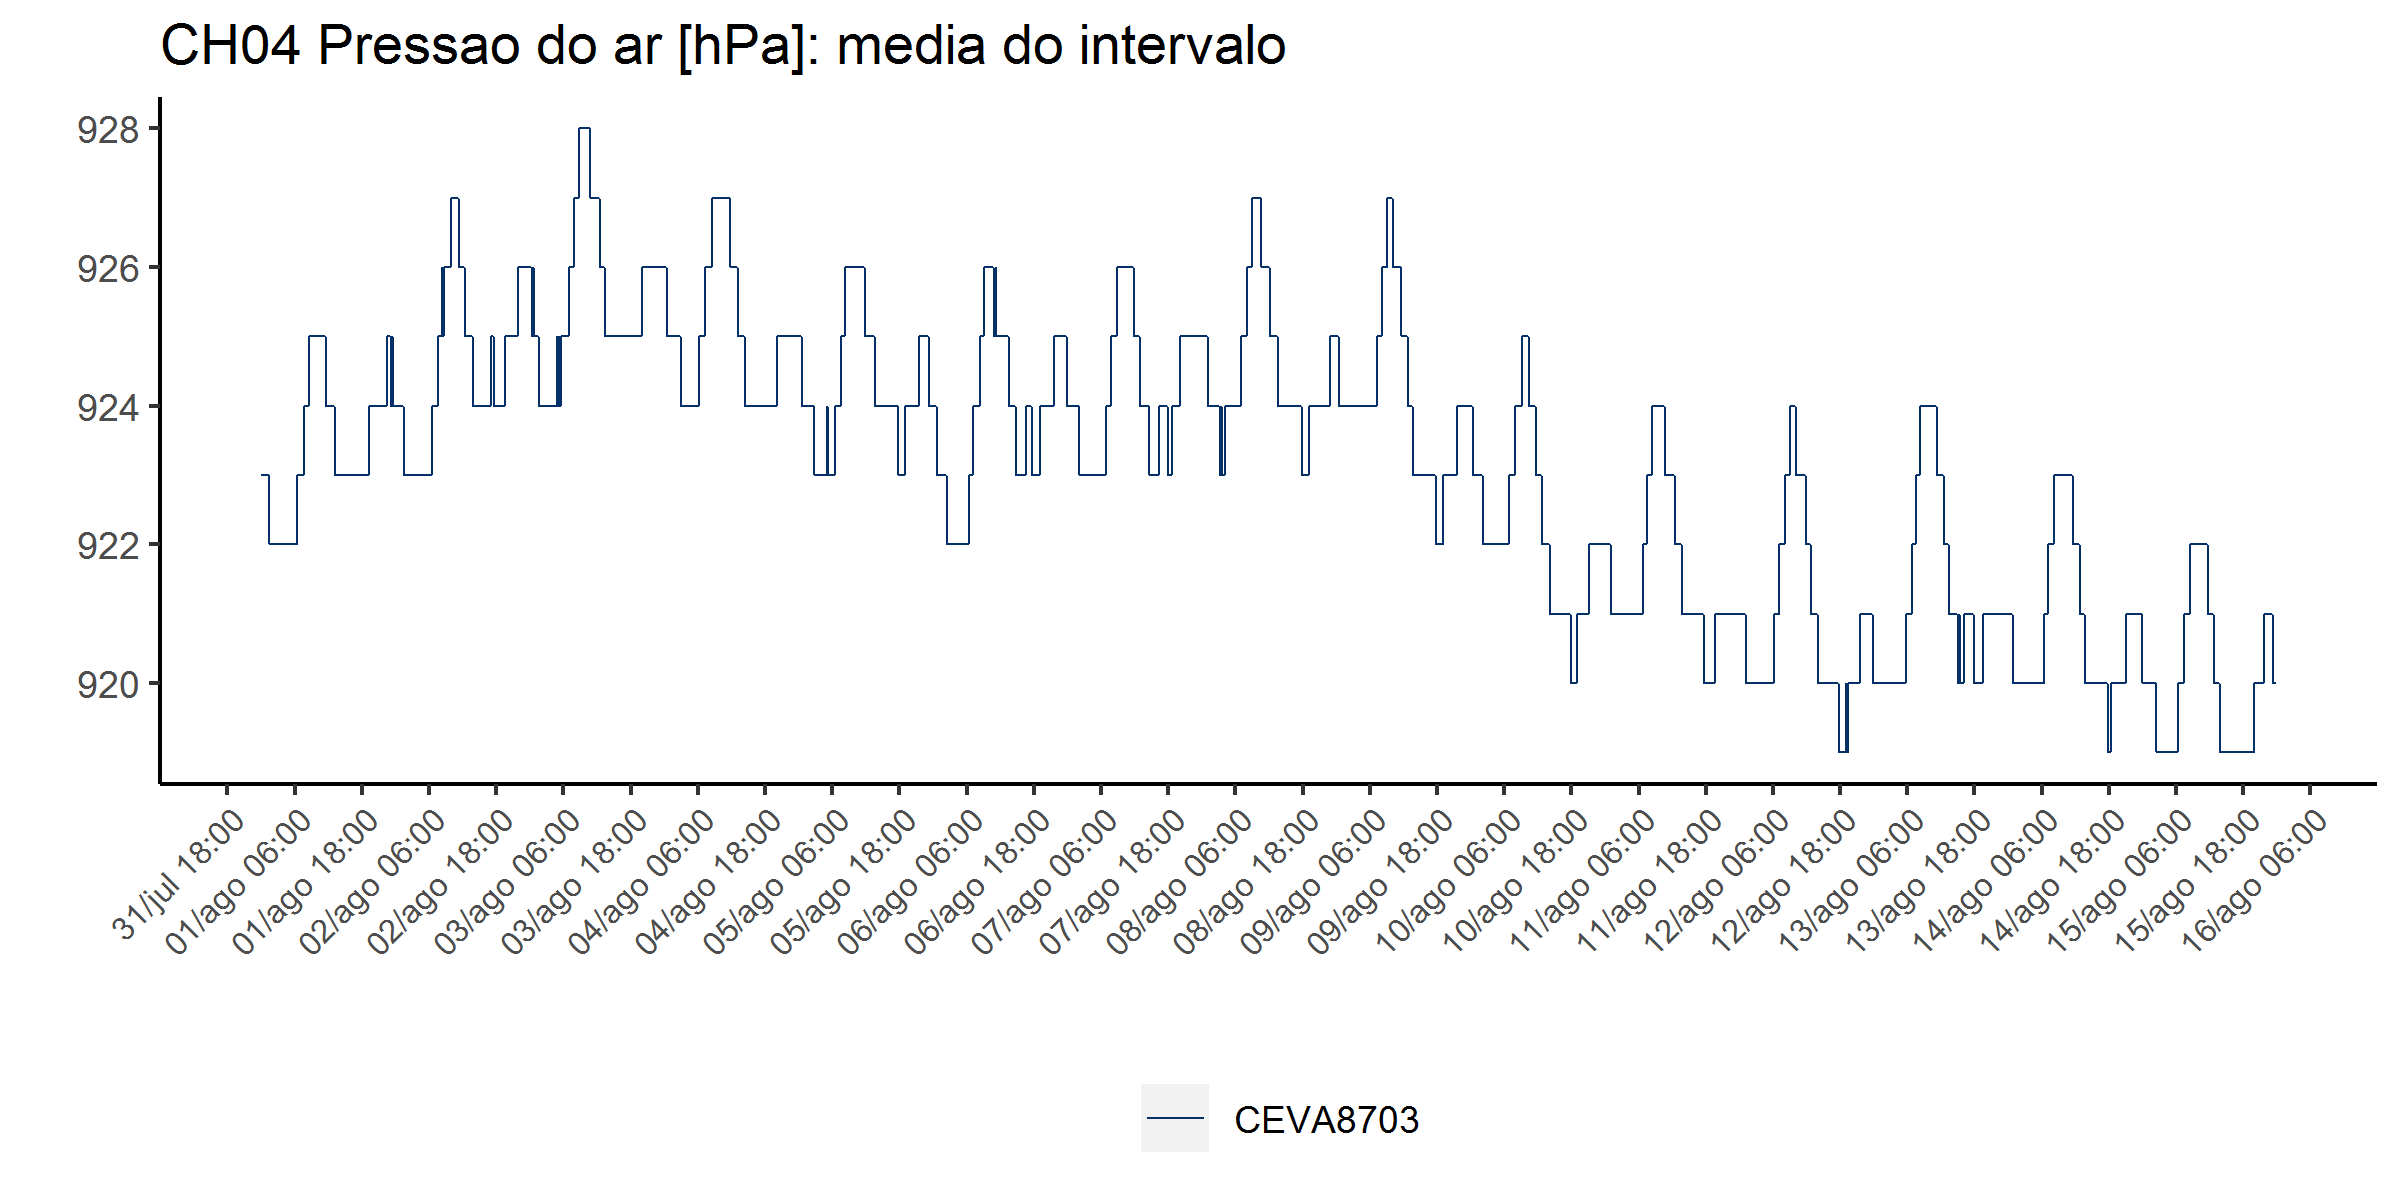 CH04 Pressao do ar [hPa]: media do intervalo
928
926
924
922
920
31/jul 18:00
01/ago 06:00
01/ago 18:00
02/ago 06:00
02/ago 18:00
03/ago 06:00
03/ago 18:00
04/ago 06:00
04/ago 18:00
05/ago 06:00
05/ago 18:00
06/ago 06:00
06/ago 18:00
07/ago 06:00
07/ago 18:00
08/ago 06:00
08/ago 18:00
09/ago 06:00
09/ago 18:00
10/ago 06:00
10/ago 18:00
11/ago 06:00
11/ago 18:00
12/ago 06:00
12/ago 18:00
13/ago 06:00
13/ago 18:00
14/ago 06:00
14/ago 18:00
15/ago 06:00
15/ago 18:00
16/ago 06:00
CEVA8703